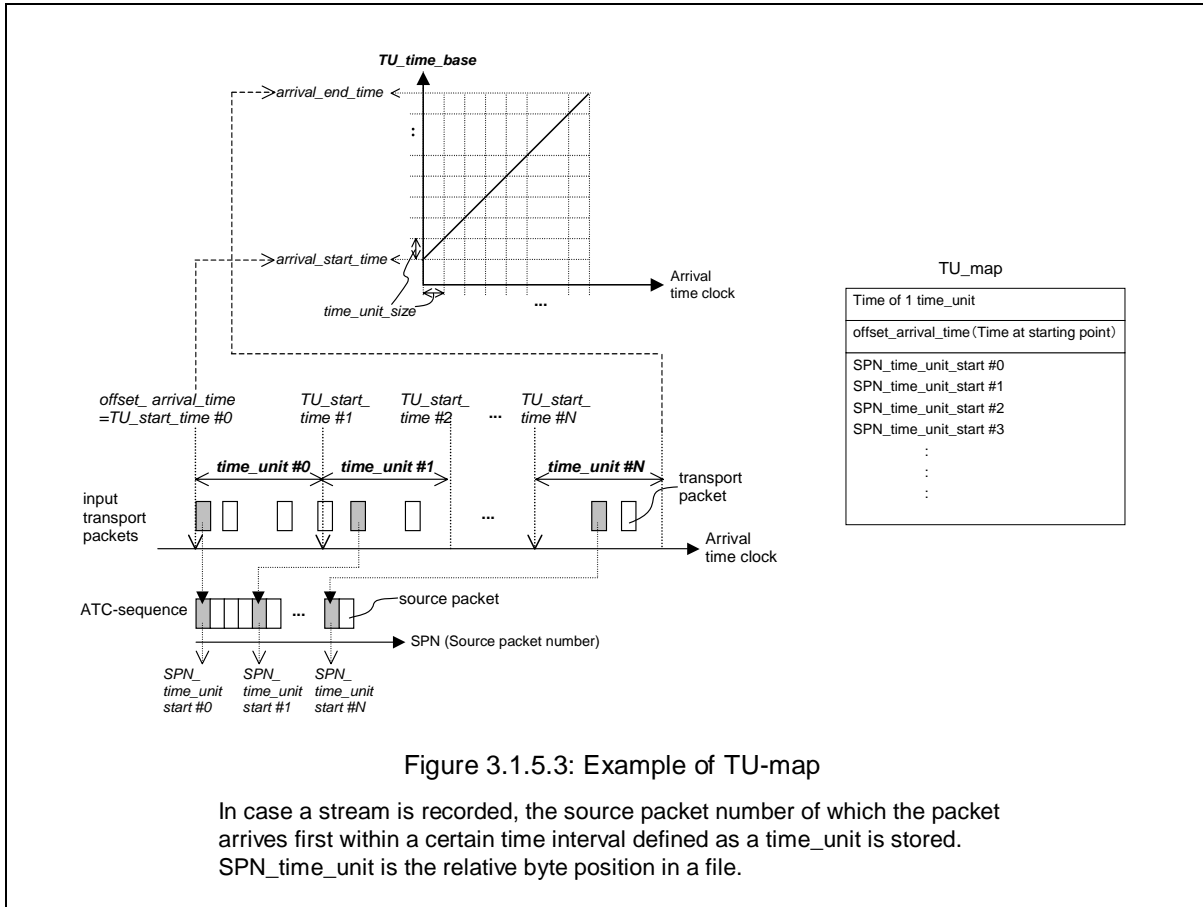 TU_time_base
arrival_end_time
:
arrival_start_time
Arrival
time clock
time_unit_size
...
TU_map
Time of 1 time_unit
offset_arrival_time(Time at starting point)
SPN_time_unit_start #0
SPN_time_unit_start #1
SPN_time_unit_start #2
SPN_time_unit_start #3
:
:
:
offset_ arrival_time
=TU_start_time #0
TU_start_
time #1
TU_start_
time #2
...
TU_start_
time #N
time_unit #0
time_unit #1
time_unit #N
transport
packet
input
transport
packets
...
Arrival
time clock
ATC-sequence
...
source packet
SPN (Source packet number)
SPN_
time_unit
start #0
SPN_
time_unit
start #1
SPN_
time_unit
start #N
Figure 3.1.5.3: Example of TU-map
In case a stream is recorded, the source packet number of which the packet
arrives first within a certain time interval defined as a time_unit is stored.
SPN_time_unit is the relative byte position in a file.